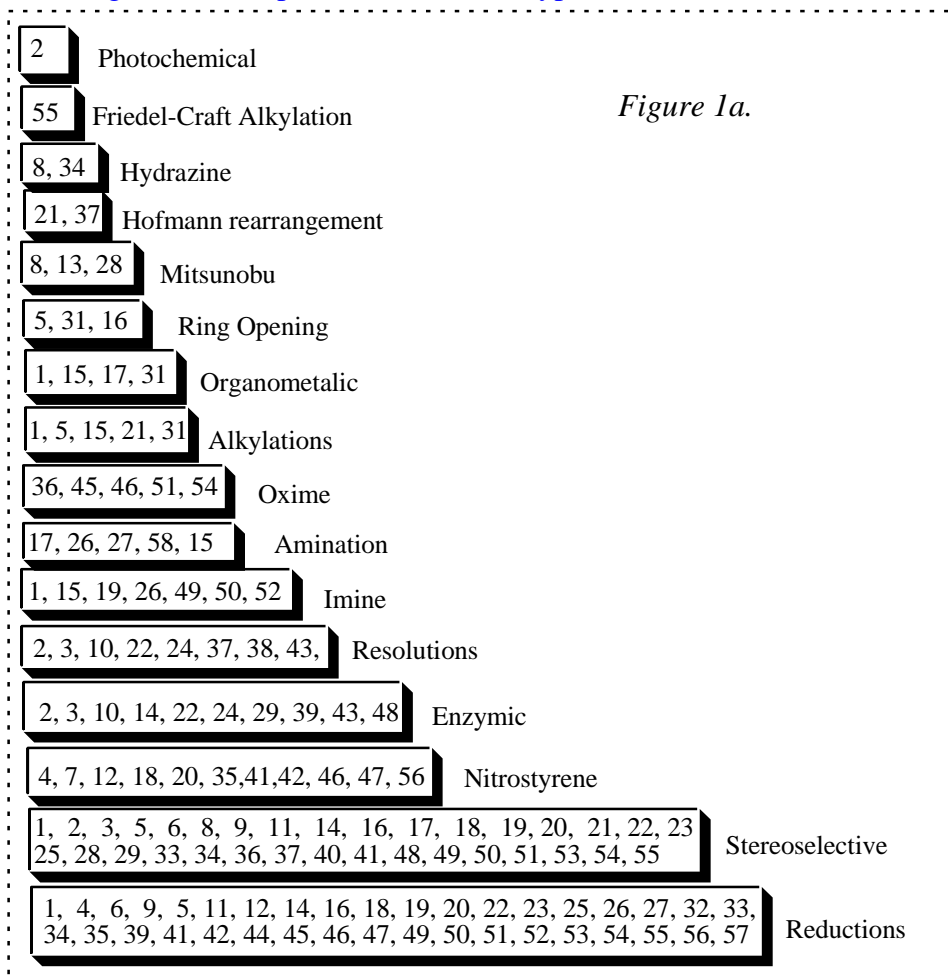 2 Photochemical
Figure 1a.
55 Friedel-Craft Alkylation
8, 34 Hydrazine
21, 37 Hofmann rearrangement
8, 13, 28 Mitsunobu
5, 31, 16 Ring Opening
1, 15, 17, 31 Organometalic
1, 5, 15, 21, 31 Alkylations
36, 45, 46, 51, 54 Oxime
17, 26, 27, 58, 15 Amination
1, 15, 19, 26, 49, 50, 52 Imine
2, 3, 10, 22, 24, 37, 38, 43, Resolutions
2, 3, 10, 14, 22, 24, 29, 39, 43, 48 Enzymic
4, 7, 12, 18, 20, 35,41,42, 46, 47, 56 Nitrostyrene
1, 2, 3, 5, 6, 8, 9, 11, 14, 16, 17, 18, 19, 20, 21, 22, 23
25, 28, 29, 33, 34, 36, 37, 40, 41, 48, 49, 50, 51, 53, 54, 55
Stereoselective
1, 4, 6, 9, 5, 11, 12, 14, 16, 18, 19, 20, 22, 23, 25, 26, 27, 32, 33,
34, 35, 39, 41, 42, 44, 45, 46, 47, 49, 50, 51, 52, 53, 54, 55, 56, 57
Reductions